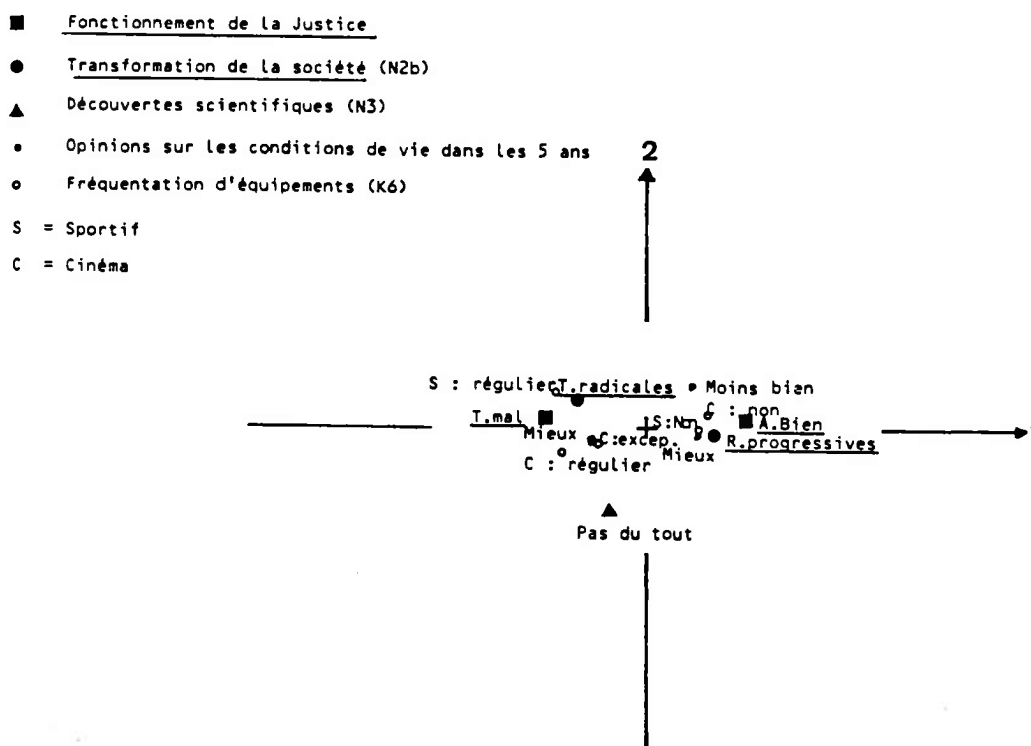 Fonctionnement de la Justice
Transformation de la société (N2b)
Découvertes scientifiques (N3)
Opinions sur les conditions de vie dans les 5 ans
2
Fréquentation d'équipements (K6)
S = Sportif
C = Cinéma
S : régulier T.radicales Moins bien
C : non
T.mal S:Non A.Bien
Mieux C:excep. R.progressives
Mieux
C : régulier
Pas du tout